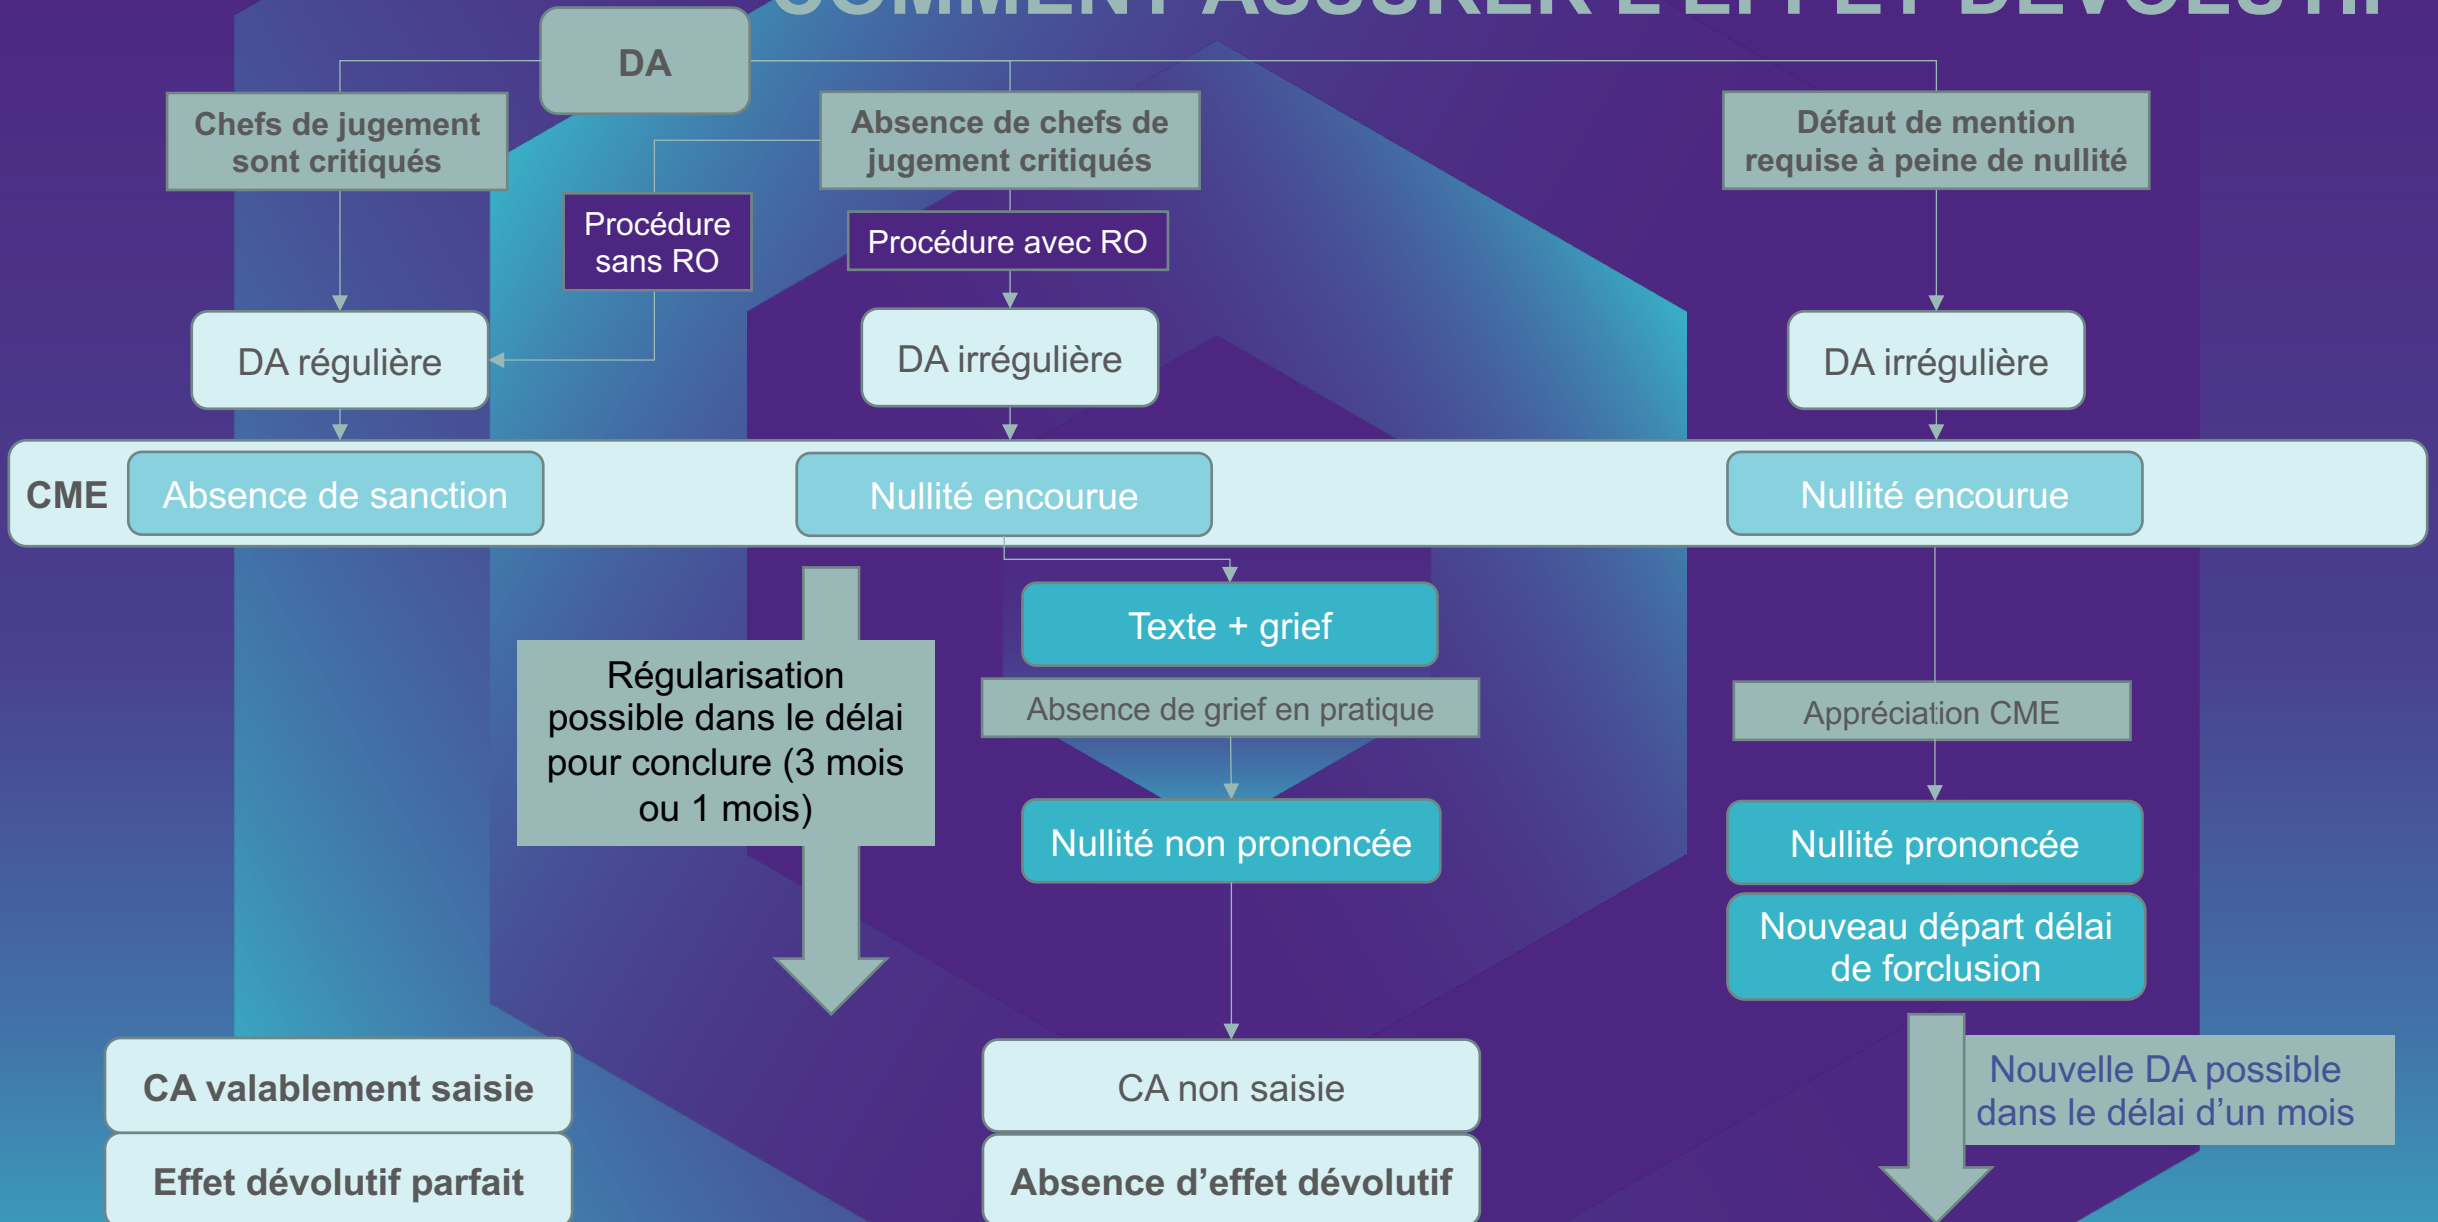 COMMENT ASSURER L'EFFET DÉVOLUTIF
DA
Chefs de jugement
sont critiqués
Absence de chefs de
jugement critiqués
Défaut de mention
requise à peine de nullité
Procédure
sans RO
Procédure avec RO
DA régulière
DA irrégulière
DA irrégulière
CME
Absence de sanction
Nullité encourue
Nullité encourue
Texte + grief
Régularisation
possible dans le délai
pour conclure (3 mois
ou 1 mois)
Absence de grief en pratique
Appréciation CME
Nullité non prononcée
Nullité prononcée
Nouveau départ délai
de forclusion
CA valablement saisie
CA non saisie
Nouvelle DA possible
dans le délai d’un mois
Effet dévolutif parfait
Absence d’effet dévolutif